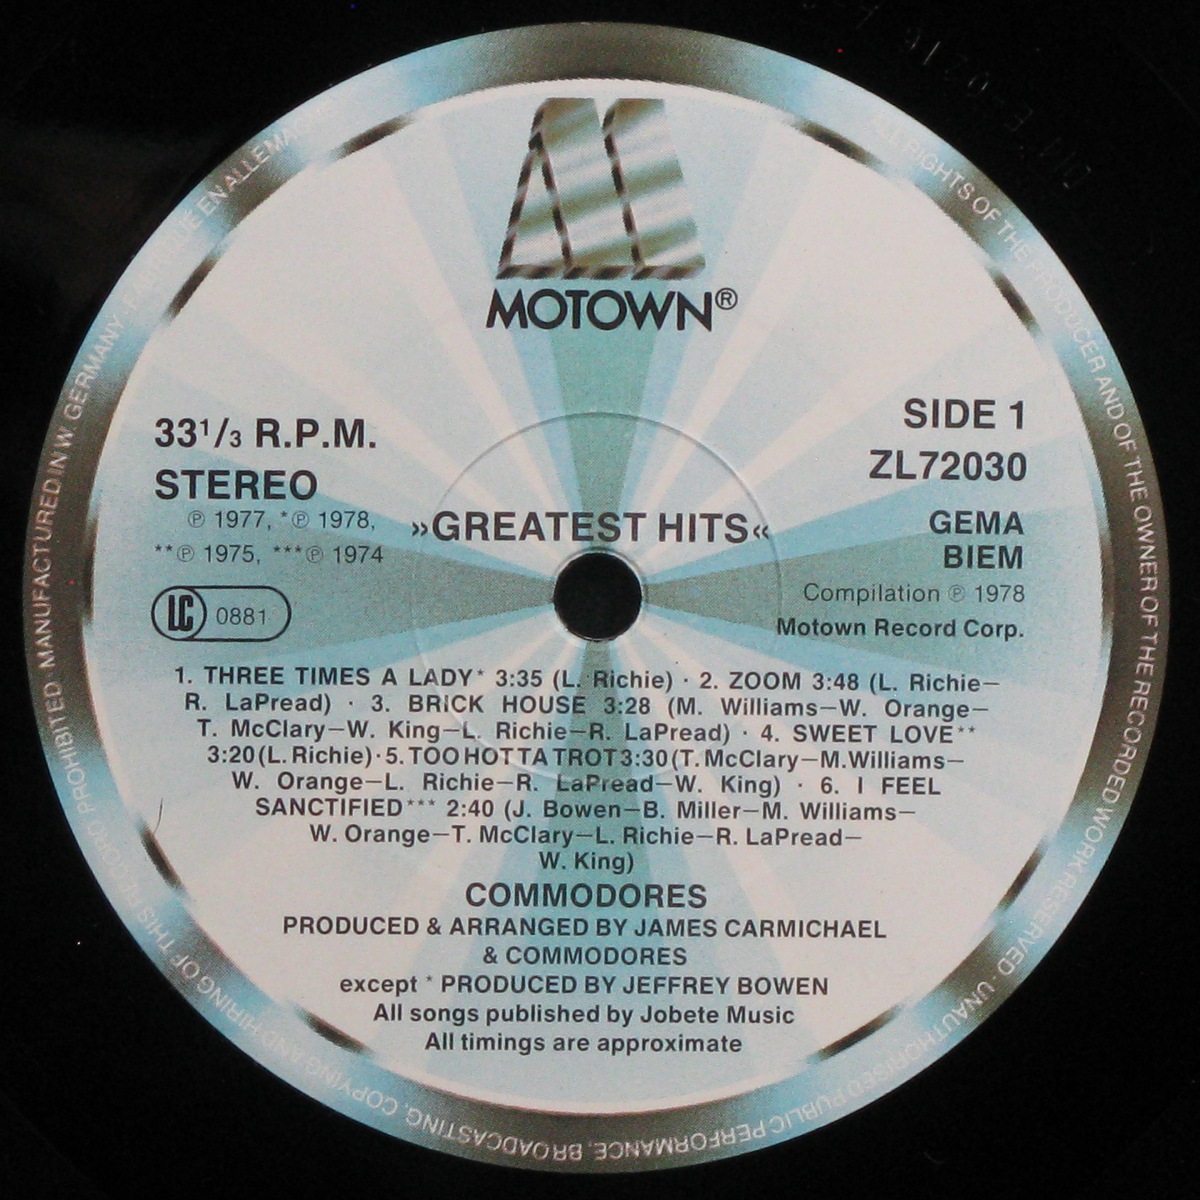 MOTOWN®
33 1/3 R.P.M.
STEREO
℗ 1977, *℗ 1978,
**℗ 1975, ***℗ 1974
LC 0881
SIDE 1
ZL72030
GEMA
BIEM
Compilation ℗ 1978
Motown Record Corp.
»GREATEST HITS«
1. THREE TIMES A LADY* 3:35 (L. Richie) · 2. ZOOM 3:48 (L. Richie—
R. LaPread) · 3. BRICK HOUSE 3:28 (M. Williams—W. Orange—
T. McClary—W. King—L. Richie—R. LaPread) · 4. SWEET LOVE**
3:20 (L. Richie) · 5. TOO HOT TA TROT 3:30 (T. McClary—M. Williams—
W. Orange—L. Richie—R. LaPread—W. King) · 6. I FEEL
SANCTIFIED*** 2:40 (J. Bowen—B. Miller—M. Williams—
W. Orange—T. McClary—L. Richie—R. LaPread—
W. King)
COMMODORES
PRODUCED & ARRANGED BY JAMES CARMICHAEL
& COMMODORES
except * PRODUCED BY JEFFREY BOWEN
All songs published by Jobete Music
All timings are approximate
ALL RIGHTS OF THE PRODUCER AND OF THE OWNER OF THE RECORDED WORK RESERVED. UNAUTHORISED PUBLIC PERFORMANCE, BROADCASTING, COPYING AND HIRING OF THIS RECORD PROHIBITED. MANUFACTURED IN W. GERMANY. EN